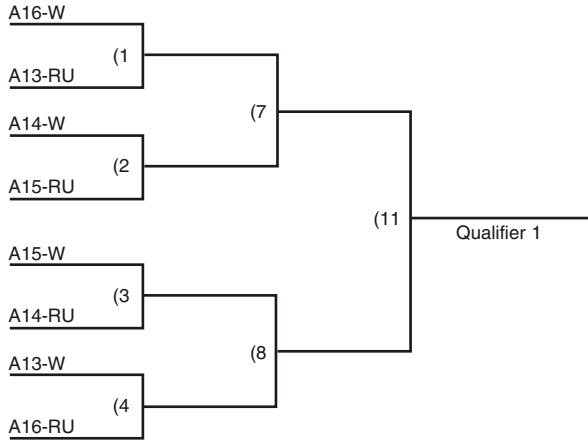 A16-W
(1
A13-RU
(7
A14-W
(2
A15-RU
(11
Qualifier 1
A15-W
(3
A14-RU
(8
A13-W
(4
A16-RU